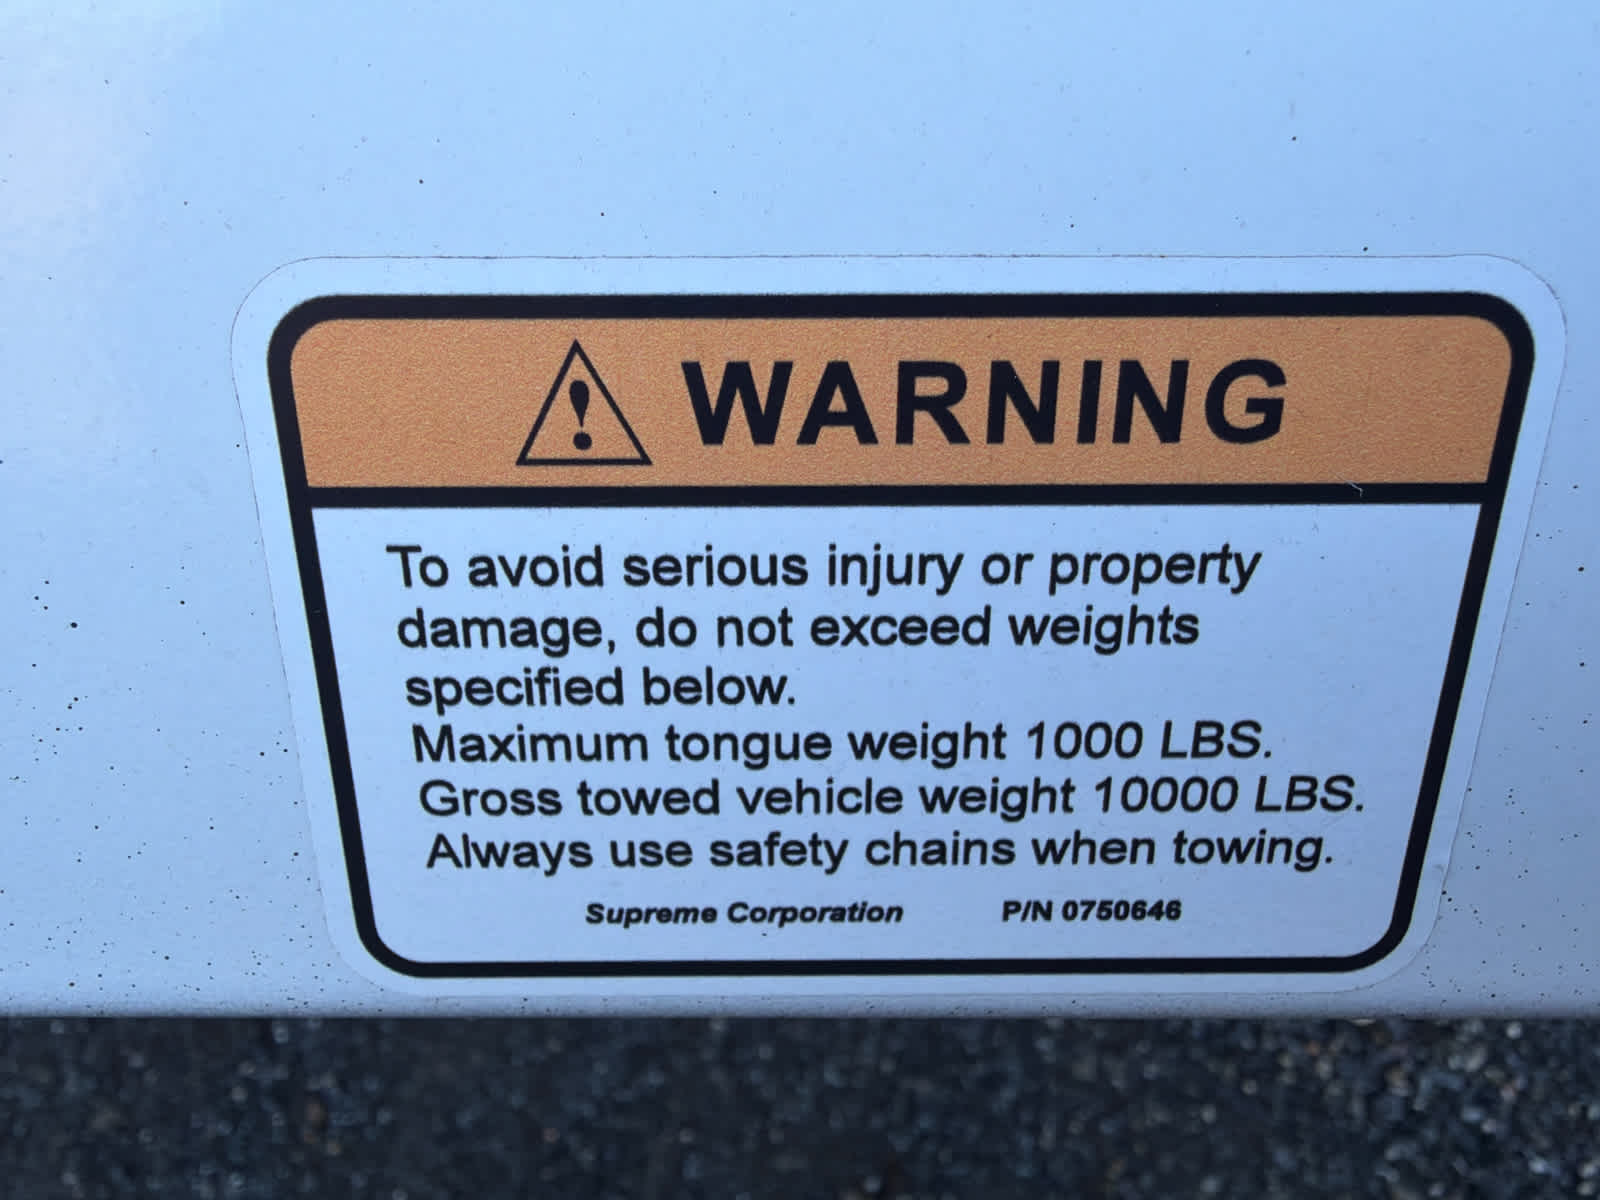 WARNING
To avoid serious injury or property
damage, do not exceed weights
specified below.
Maximum tongue weight 1000 LBS.
Gross towed vehicle weight 10000 LBS.
Always use safety chains when towing.
Supreme Corporation P/N 0750646